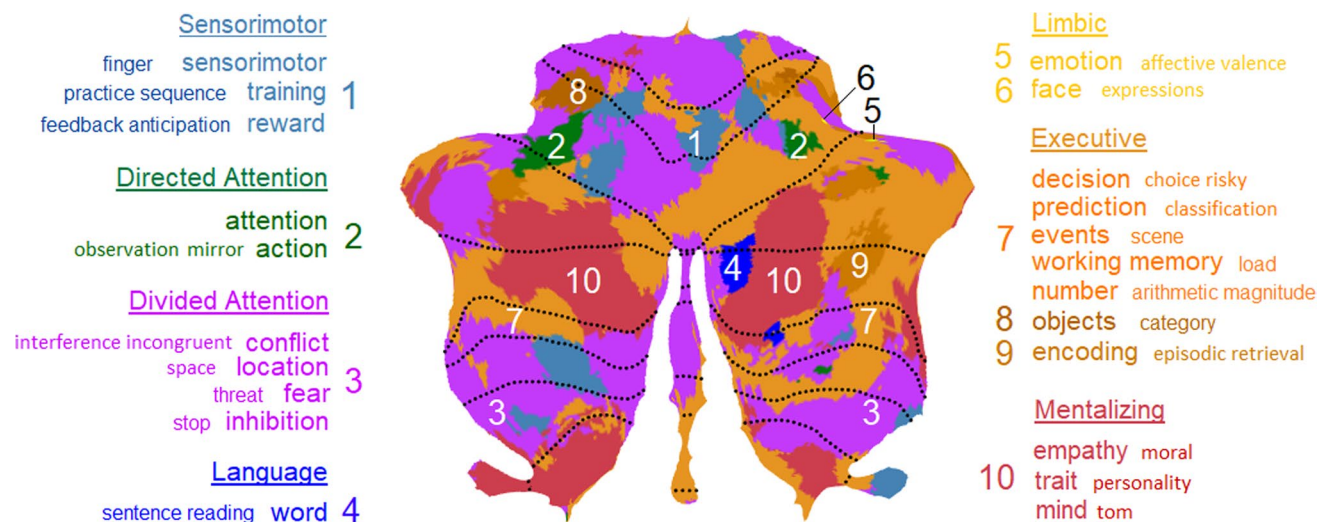 Sensorimotor
finger sensorimotor
practice sequence training
feedback anticipation reward
1
Directed Attention
attention
observation mirror action
2
Divided Attention
interference incongruent conflict
space location
threat fear
stop inhibition
3
Language
sentence reading word 4
8
2
1
2
6
5
10
4
10
9
7
7
3
3
Limbic
5 emotion affective valence
6 face expressions
Executive
decision choice risky
prediction classification
7 events scene
working memory load
number arithmetic magnitude
8 objects category
9 encoding episodic retrieval
Mentalizing
empathy moral
10 trait personality
mind tom